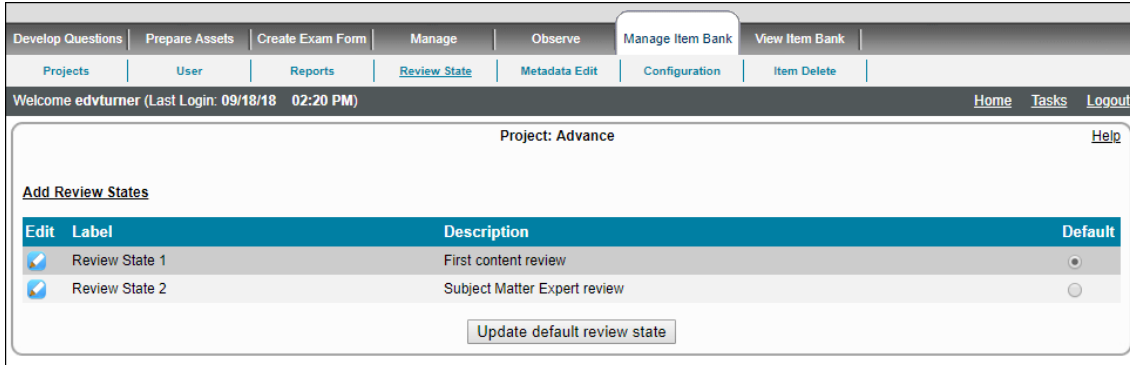 Develop Questions Prepare Assets Create Exam Form Manage Observe Manage Item Bank View Item Bank
Projects User Reports Review State Metadata Edit Configuration Item Delete
Welcome edvturner (Last Login: 09/18/18 02:20 PM) Home Tasks Logout
Project: Advance Help
Add Review States
Edit Label Description Default
Review State 1 First content review
Review State 2 Subject Matter Expert review
Update default review state